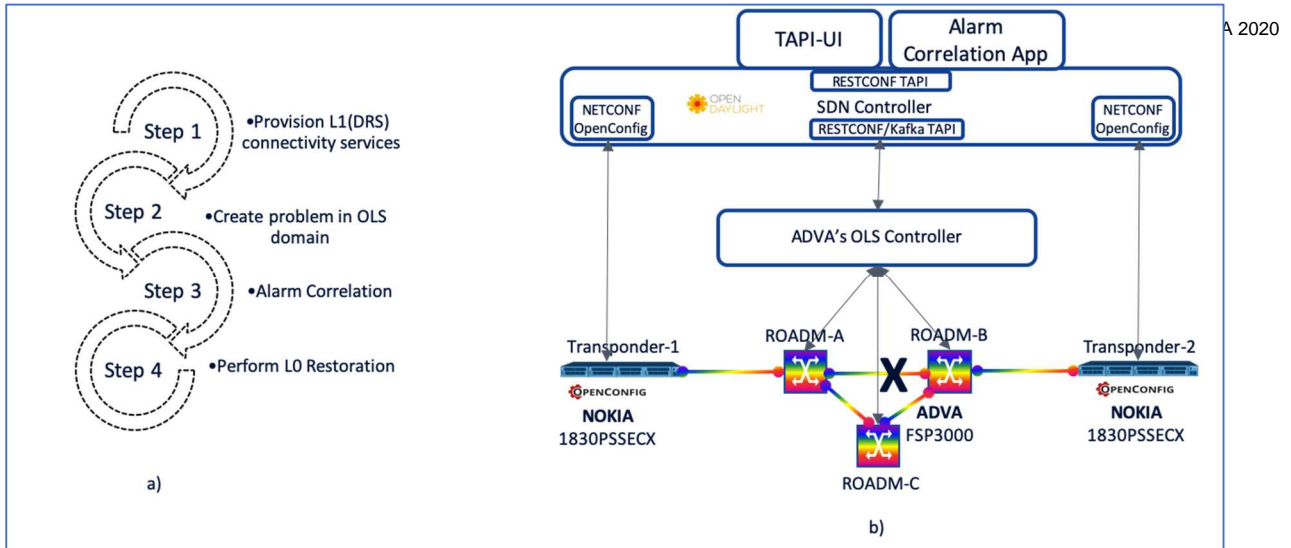 A 2020
Step 1
•Provision L1(DRS)
connectivity services
Step 2
•Create problem in OLS
domain
Step 3
•Alarm Correlation
Step 4
•Perform L0 Restoration
a)
TAPI-UI
Alarm
Correlation App
RESTCONF TAPI
NETCONF
OpenConfig
OPEN
DAYLIGHT
SDN Controller
RESTCONF/Kafka TAPI
NETCONF
OpenConfig
ADVA's OLS Controller
ROADM-A
ROADM-B
Transponder-1
Transponder-2
X
OPENCONFIG
NOKIA
1830PSSECX
ADVA
FSP3000
OPENCONFIG
NOKIA
1830PSSECX
ROADM-C
b)